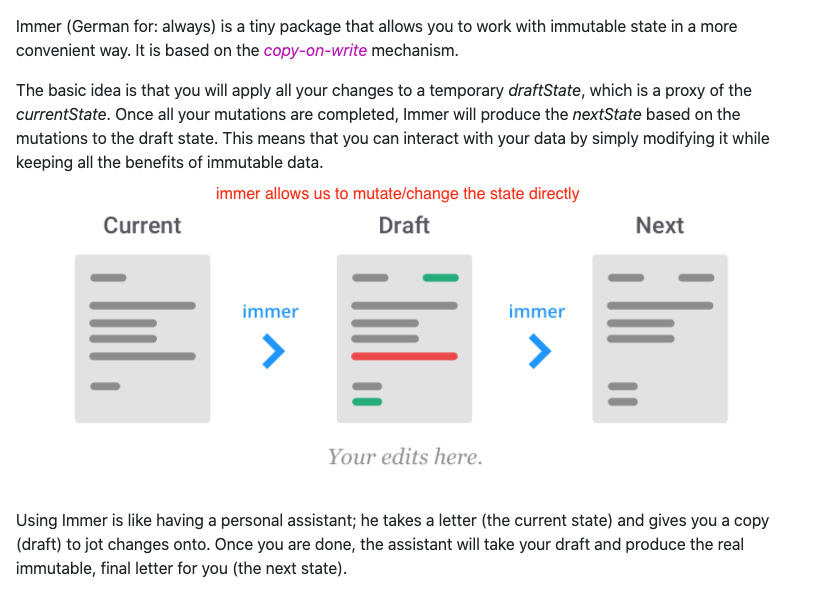 Immer (German for: always) is a tiny package that allows you to work with immutable state in a more
convenient way. It is based on the copy-on-write mechanism.
The basic idea is that you will apply all your changes to a temporary draftState, which is a proxy of the
currentState. Once all your mutations are completed, Immer will produce the nextState based on the
mutations to the draft state. This means that you can interact with your data by simply modifying it while
keeping all the benefits of immutable data.
immer allows us to mutate/change the state directly
Current Draft Next
immer immer
Your edits here.
Using Immer is like having a personal assistant; he takes a letter (the current state) and gives you a copy
(draft) to jot changes onto. Once you are done, the assistant will take your draft and produce the real
immutable, final letter for you (the next state).